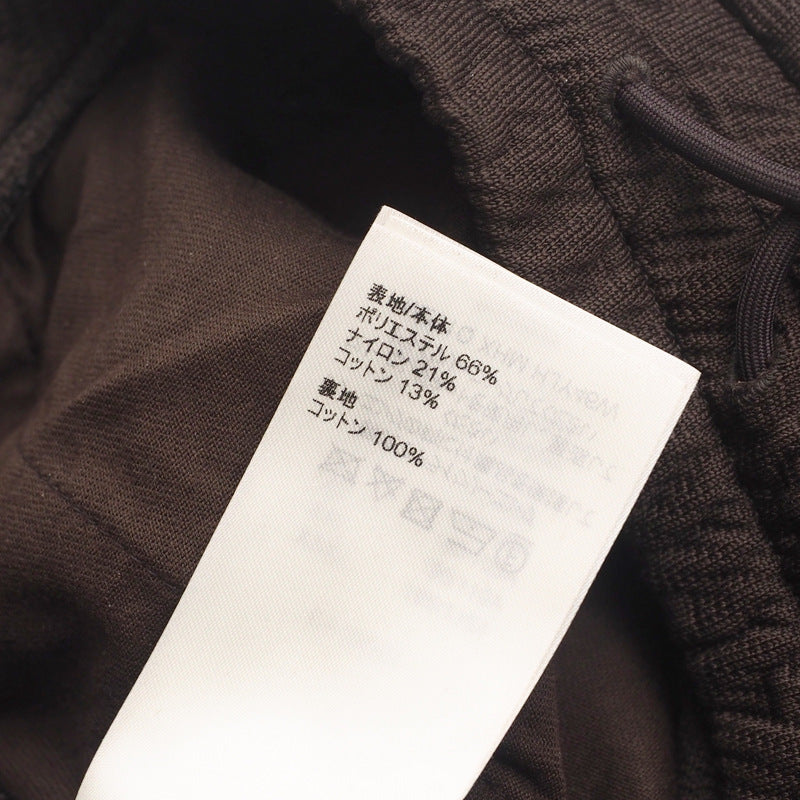 表地/本体
ポリエステル 66%
ナイロン 21%
コットン 13%
裏地
コットン 100%